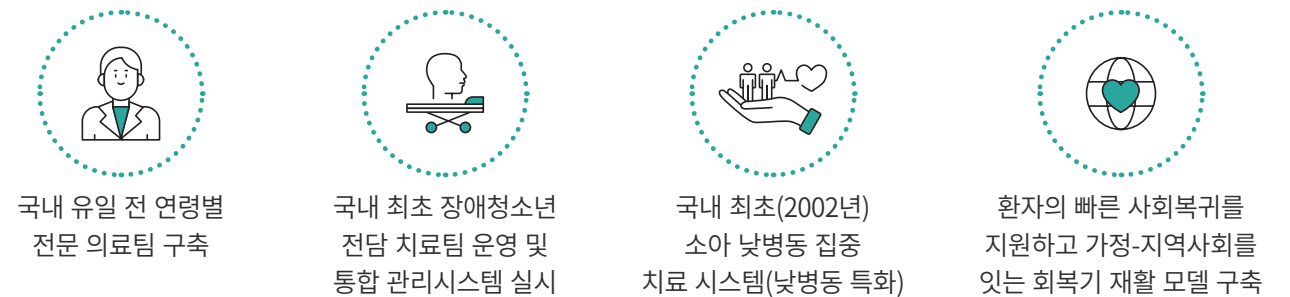 국내 유일 전 연령별
전문 의료팀 구축
국내 최초 장애청소년
전담 치료팀 운영 및
통합 관리시스템 실시
국내 최초(2002년)
소아 낮병동 집중
치료 시스템(낮병동 특화)
환자의 빠른 사회복귀를
지원하고 가정-지역사회를
잇는 회복기 재활 모델 구축